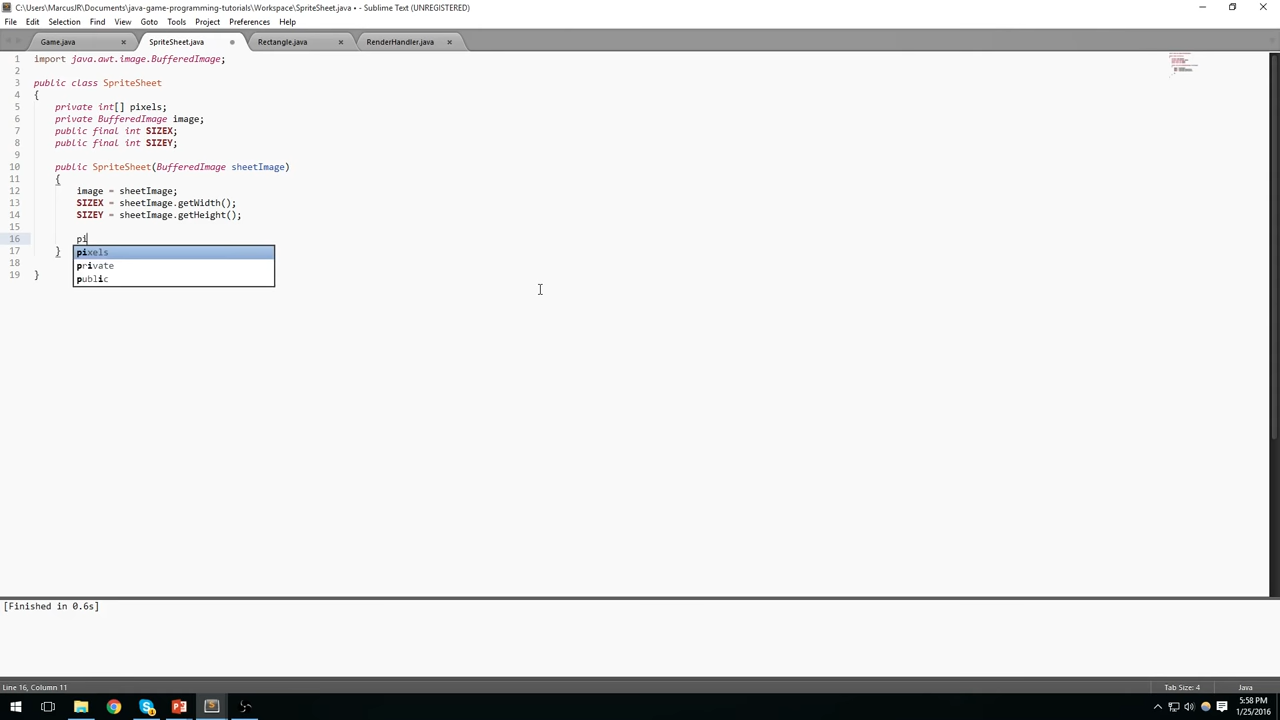 C:\Users\MarcusJR\Documents\java-game-programming-tutorials\Workspace\SpriteSheet.java • - Sublime Text (UNREGISTERED)
File Edit Selection Find View Goto Tools Project Preferences Help
Game.java SpriteSheet.java Rectangle.java RenderHandler.java
1 import java.awt.image.BufferedImage;
2
3 public class SpriteSheet
4 {
5 private int[] pixels;
6 private BufferedImage image;
7 public final int SIZEX;
8 public final int SIZEY;
9
10 public SpriteSheet(BufferedImage sheetImage)
11 {
12 image = sheetImage;
13 SIZEX = sheetImage.getWidth();
14 SIZEY = sheetImage.getHeight();
15
16 pi
17 }
pixels
private
public
18
19 }
[Finished in 0.6s]
Line 16, Column 11 Tab Size: 4 Java
5:58 PM
1/25/2016